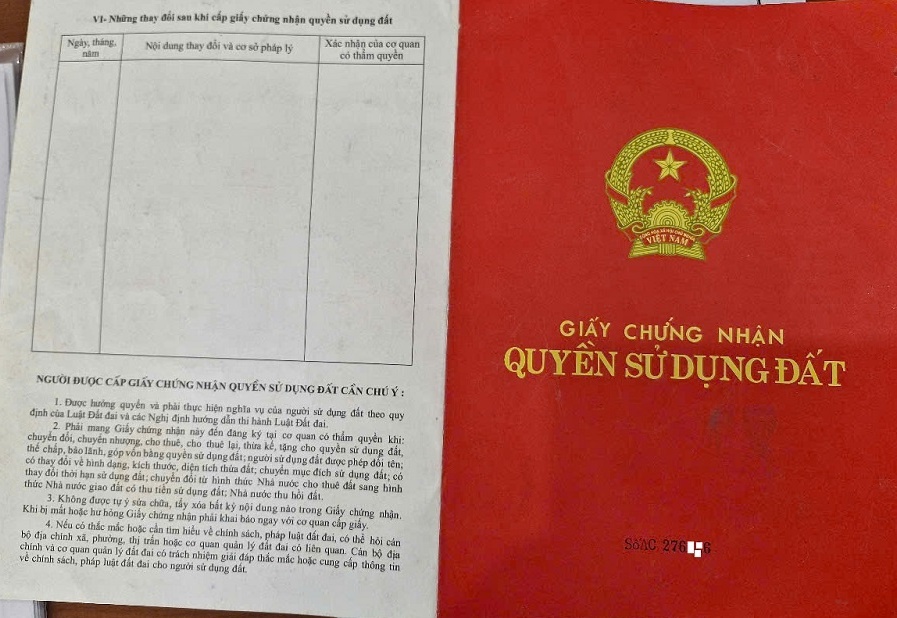 VI- Những thay đổi sau khi cấp giấy chứng nhận quyền sử dụng đất
Ngày, tháng, năm
Nội dung thay đổi và cơ sở pháp lý
Xác nhận của cơ quan có thẩm quyền
NGƯỜI ĐƯỢC CẤP GIẤY CHỨNG NHẬN QUYỀN SỬ DỤNG ĐẤT CẦN CHÚ Ý :
1. Được hưởng quyền và phải thực hiện nghĩa vụ của người sử dụng đất theo quy
định của Luật Đất đai và các Nghị định hướng dẫn thi hành Luật Đất đai.
2. Phải mang Giấy chứng nhận này đến đăng ký tại cơ quan có thẩm quyền khi:
chuyển đổi, chuyển nhượng, cho thuê, cho thuê lại, thừa kế, tặng cho quyền sử dụng đất,
thế chấp, bảo lãnh, góp vốn bằng quyền sử dụng đất; người sử dụng đất được phép đổi tên;
có thay đổi về hình dạng, kích thước, diện tích thửa đất; chuyển mục đích sử dụng đất; có
thay đổi thời hạn sử dụng đất; chuyển đổi từ hình thức Nhà nước cho thuê đất sang hình
thức Nhà nước giao đất có thu tiền sử dụng đất; Nhà nước thu hồi đất.
3. Không được tự ý sửa chữa, tẩy xóa bất kỳ nội dung nào trong Giấy chứng nhận.
Khi bị mất hoặc hư hỏng Giấy chứng nhận phải khai báo ngay với cơ quan cấp giấy.
4. Nếu có thắc mắc hoặc cần tìm hiểu về chính sách, pháp luật đất đai, có thể hỏi cán
bộ địa chính xã, phường, thị trấn hoặc cơ quan quản lý đất đai có liên quan. Cán bộ địa
chính và cơ quan quản lý đất đai có trách nhiệm giải đáp thắc mắc hoặc cung cấp thông tin
về chính sách, pháp luật đất đai cho người sử dụng đất.
CỘNG HÒA XÃ HỘI CHỦ NGHĨA
VIỆT NAM
GIẤY CHỨNG NHẬN
QUYỀN SỬ DỤNG ĐẤT
Số AC 276 6